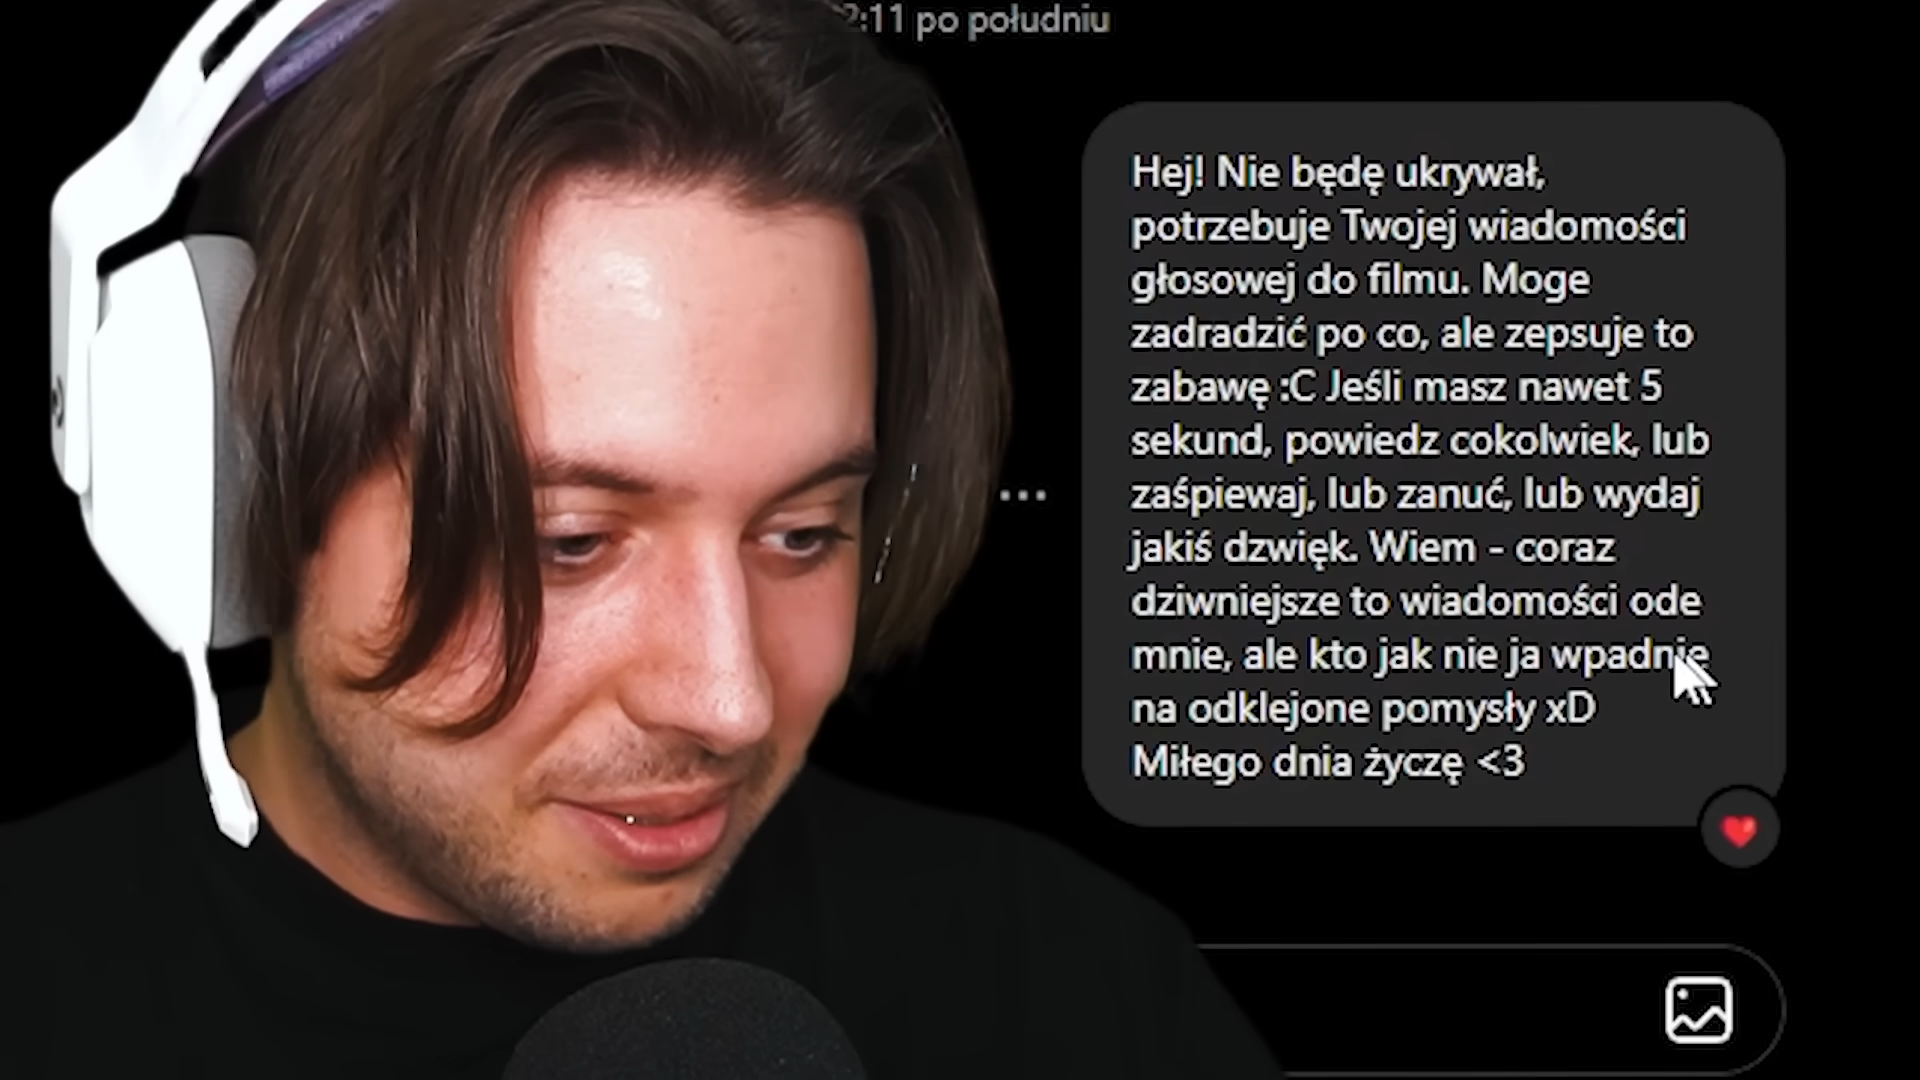 po południu
Hej! Nie będę ukrywał,
potrzebuje Twojej wiadomości
głosowej do filmu. Moge
zadradzić po co, ale zepsuje to
zabawę :C Jeśli masz nawet 5
sekund, powiedz cokolwiek, lub
zaśpiewaj, lub zanuć, lub wydaj
jakiś dzwięk. Wiem - coraz
dziwniejsze to wiadomości ode
mnie, ale kto jak nie ja wpadnie
na odklejone pomysły xD
Miłego dnia życzę <3